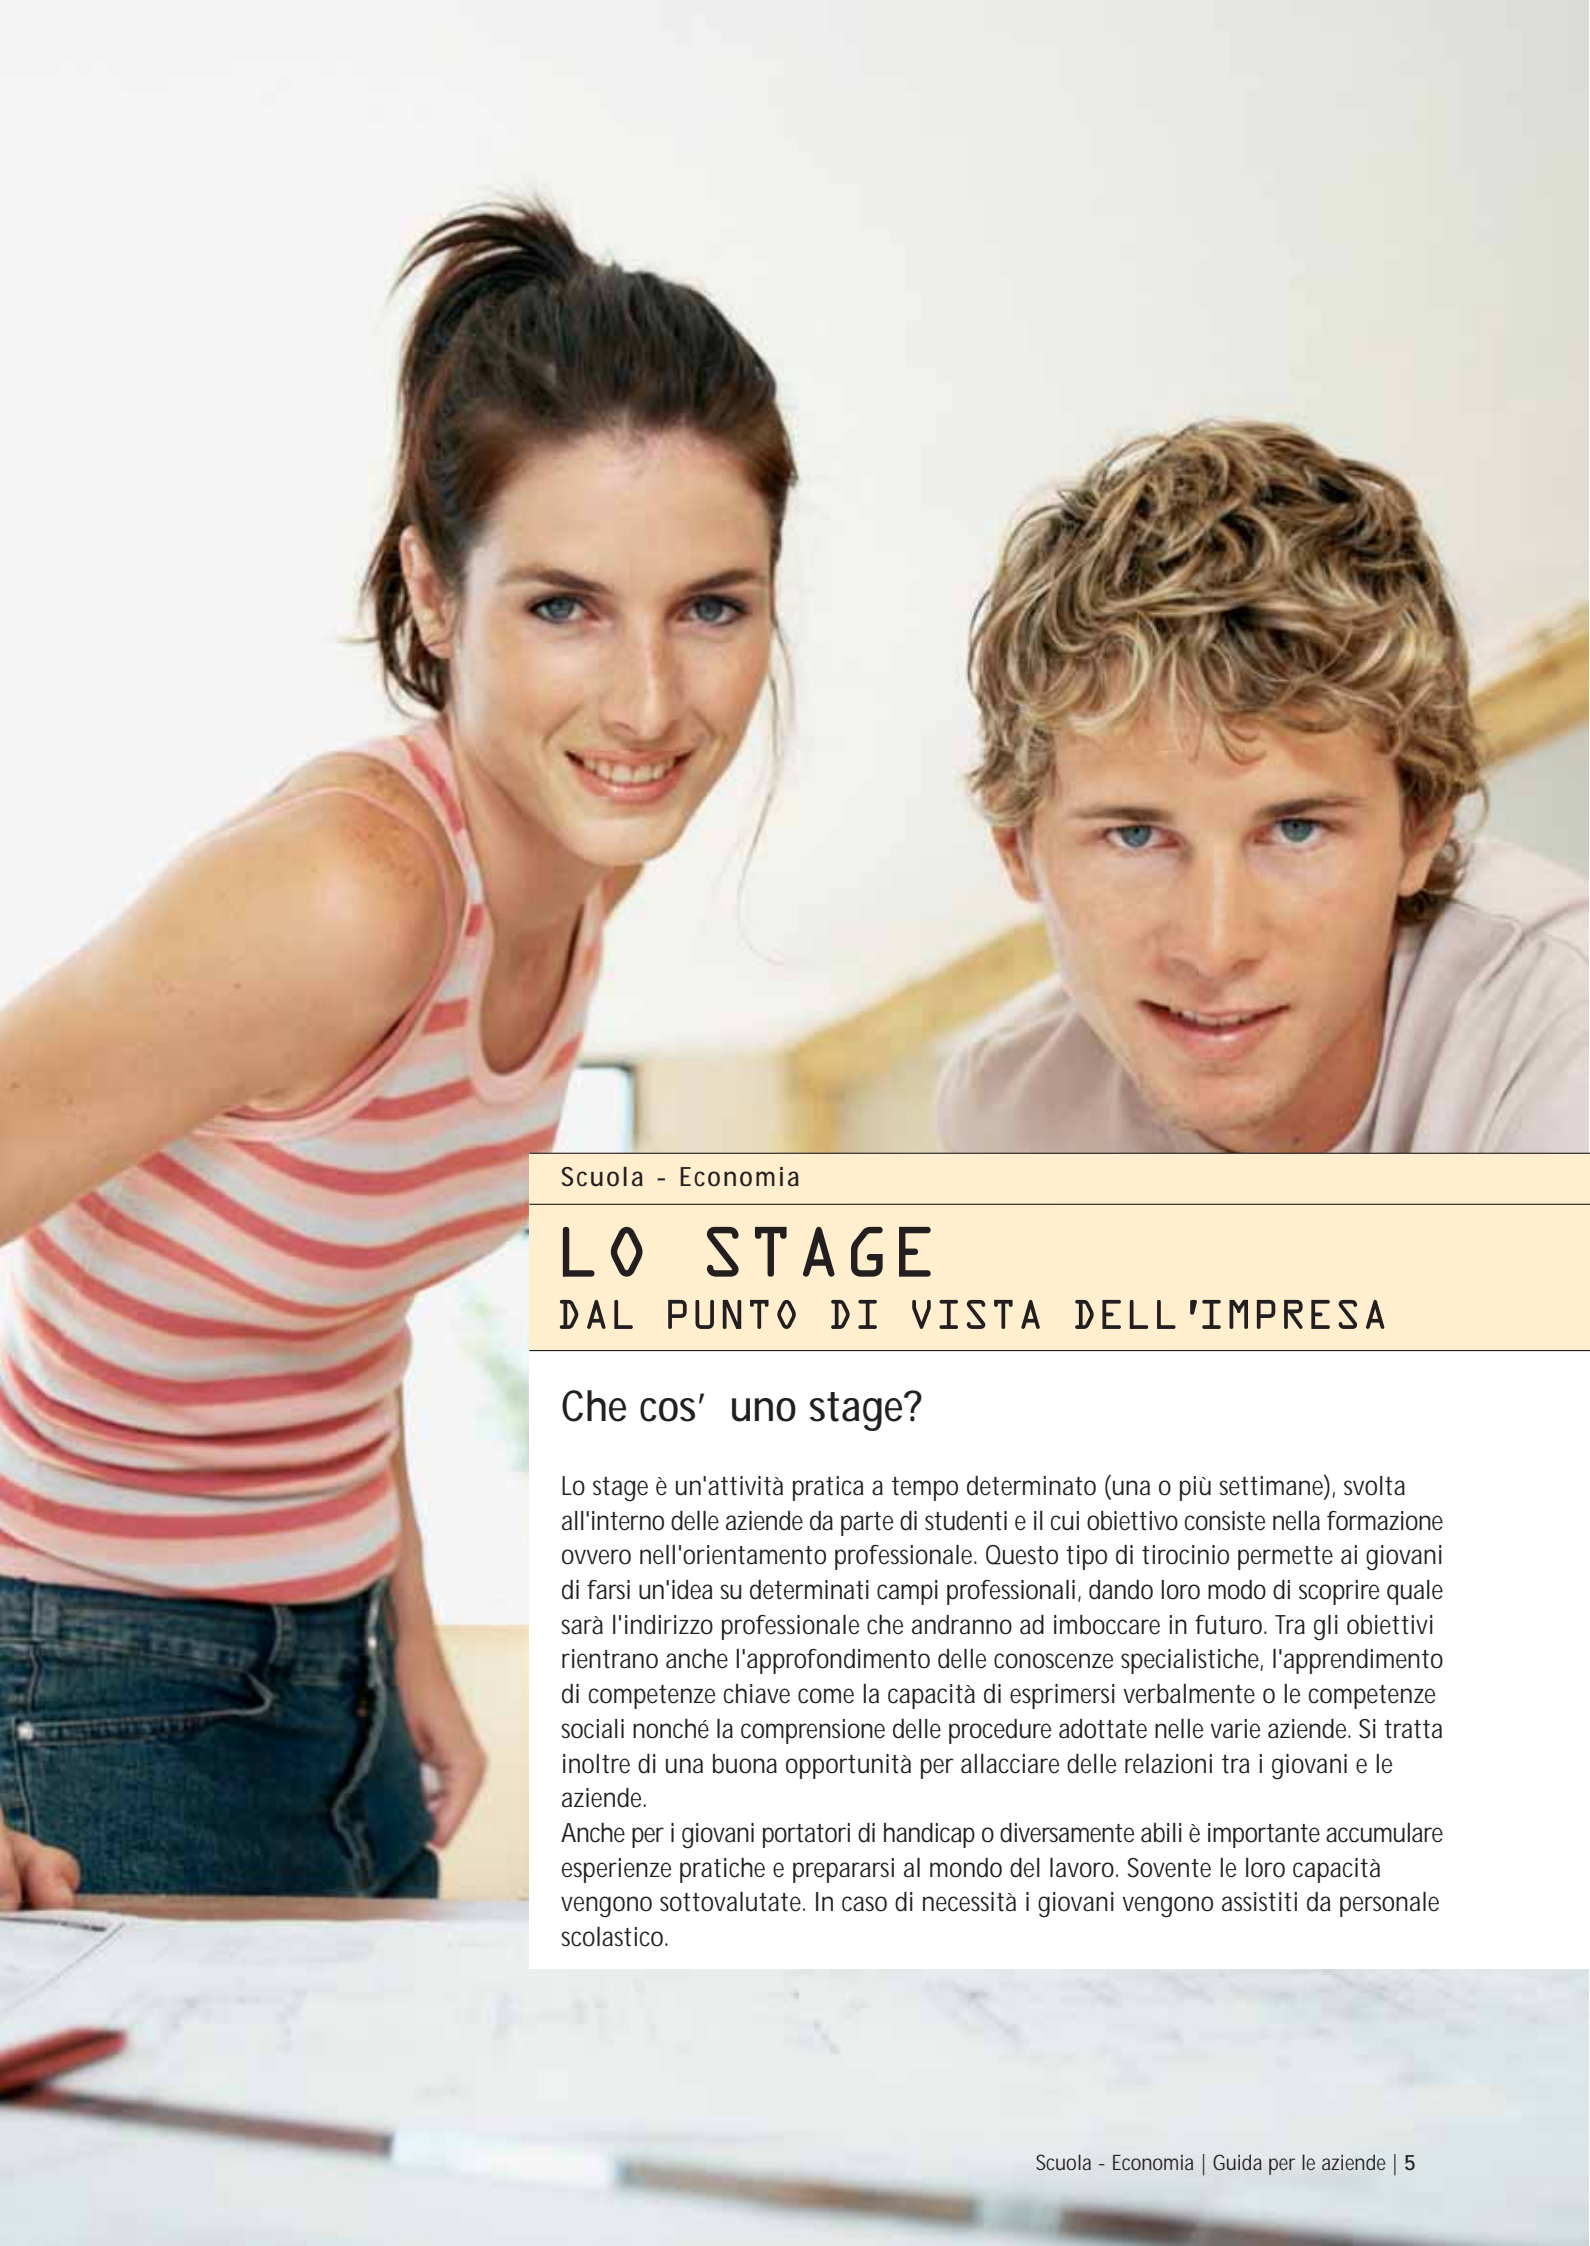 Scuola - Economia
LO STAGE
DAL PUNTO DI VISTA DELL'IMPRESA
Che cos' uno stage?
Lo stage è un'attività pratica a tempo determinato (una o più settimane), svolta
all'interno delle aziende da parte di studenti e il cui obiettivo consiste nella formazione
ovvero nell'orientamento professionale. Questo tipo di tirocinio permette ai giovani
di farsi un'idea su determinati campi professionali, dando loro modo di scoprire quale
sarà l'indirizzo professionale che andranno ad imboccare in futuro. Tra gli obiettivi
rientrano anche l'approfondimento delle conoscenze specialistiche, l'apprendimento
di competenze chiave come la capacità di esprimersi verbalmente o le competenze
sociali nonché la comprensione delle procedure adottate nelle varie aziende. Si tratta
inoltre di una buona opportunità per allacciare delle relazioni tra i giovani e le
aziende.
Anche per i giovani portatori di handicap o diversamente abili è importante accumulare
esperienze pratiche e prepararsi al mondo del lavoro. Sovente le loro capacità
vengono sottovalutate. In caso di necessità i giovani vengono assistiti da personale
scolastico.
Scuola - Economia | Guida per le aziende | 5